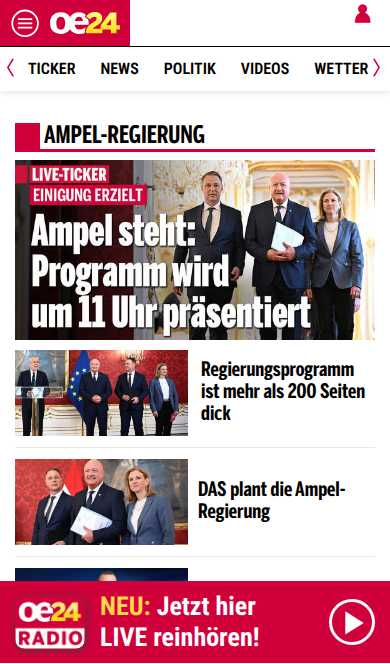 oe24
TICKER NEWS POLITIK VIDEOS WETTER
AMPEL-REGIERUNG
LIVE-TICKER
EINIGUNG ERZIELT
Ampel steht:
Programm wird
um 11 Uhr präsentiert
Regierungsprogramm
ist mehr als 200 Seiten
dick
DAS plant die Ampel-
Regierung
oe24
RADIO
NEU: Jetzt hier
LIVE reinhören!